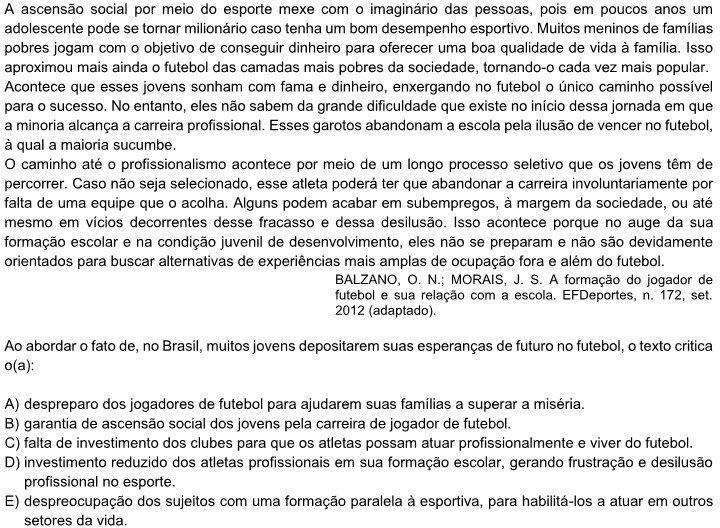 A ascensão social por meio do esporte mexe com o imaginário das pessoas, pois em poucos anos um
adolescente pode se tornar milionário caso tenha um bom desempenho esportivo. Muitos meninos de famílias
pobres jogam com o objetivo de conseguir dinheiro para oferecer uma boa qualidade de vida à família. Isso
aproximou mais ainda o futebol das camadas mais pobres da sociedade, tornando-o cada vez mais popular.
Acontece que esses jovens sonham com fama e dinheiro, enxergando no futebol o único caminho possível
para o sucesso. No entanto, eles não sabem da grande dificuldade que existe no início dessa jornada em que
a minoria alcança a carreira profissional. Esses garotos abandonam a escola pela ilusão de vencer no futebol,
à qual a maioria sucumbe.
O caminho até o profissionalismo acontece por meio de um longo processo seletivo que os jovens têm de
percorrer. Caso não seja selecionado, esse atleta poderá ter que abandonar a carreira involuntariamente por
falta de uma equipe que o acolha. Alguns podem acabar em subempregos, à margem da sociedade, ou até
mesmo em vícios decorrentes desse fracasso e dessa desilusão. Isso acontece porque no auge da sua
formação escolar e na condição juvenil de desenvolvimento, eles não se preparam e não são devidamente
orientados para buscar alternativas de experiências mais amplas de ocupação fora e além do futebol.
BALZANO, O. N.; MORAIS, J. S. A formação do jogador de
futebol e sua relação com a escola. EFDeportes, n. 172, set.
2012 (adaptado).
Ao abordar o fato de, no Brasil, muitos jovens depositarem suas esperanças de futuro no futebol, o texto critica
o(a):
A) despreparo dos jogadores de futebol para ajudarem suas famílias a superar a miséria.
B) garantia de ascensão social dos jovens pela carreira de jogador de futebol.
C) falta de investimento dos clubes para que os atletas possam atuar profissionalmente e viver do futebol.
D) investimento reduzido dos atletas profissionais em sua formação escolar, gerando frustração e desilusão
profissional no esporte.
E) despreocupação dos sujeitos com uma formação paralela à esportiva, para habilitá-los a atuar em outros
setores da vida.